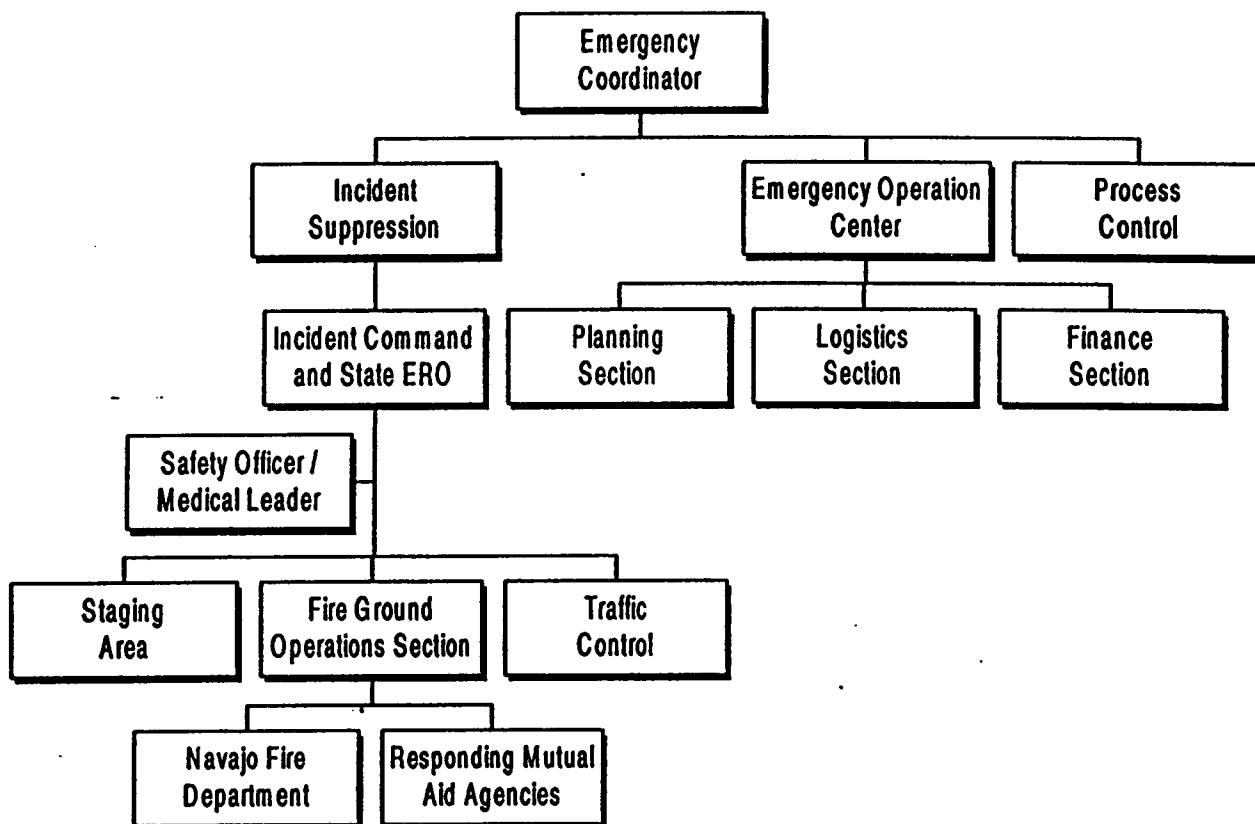 Emergency
Coordinator
Incident
Suppression
Emergency Operation
Center
Process
Control
Incident Command
and State ERO
Planning
Section
Logistics
Section
Finance
Section
Safety Officer /
Medical Leader
Staging
Area
Fire Ground
Operations Section
Traffic
Control
Navajo Fire
Department
Responding Mutual
Aid Agencies